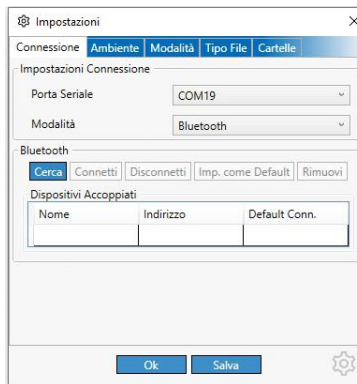 Impostazioni
Connessione Ambiente Modalità Tipo File Cartelle
Impostazioni Connessione
Porta Seriale COM19
Modalità Bluetooth
Bluetooth
Cerca Connetti Disconnetti Imp. come Default Rimuovi
Dispositivi Accoppiati
Nome Indirizzo Default Conn.
Ok Salva